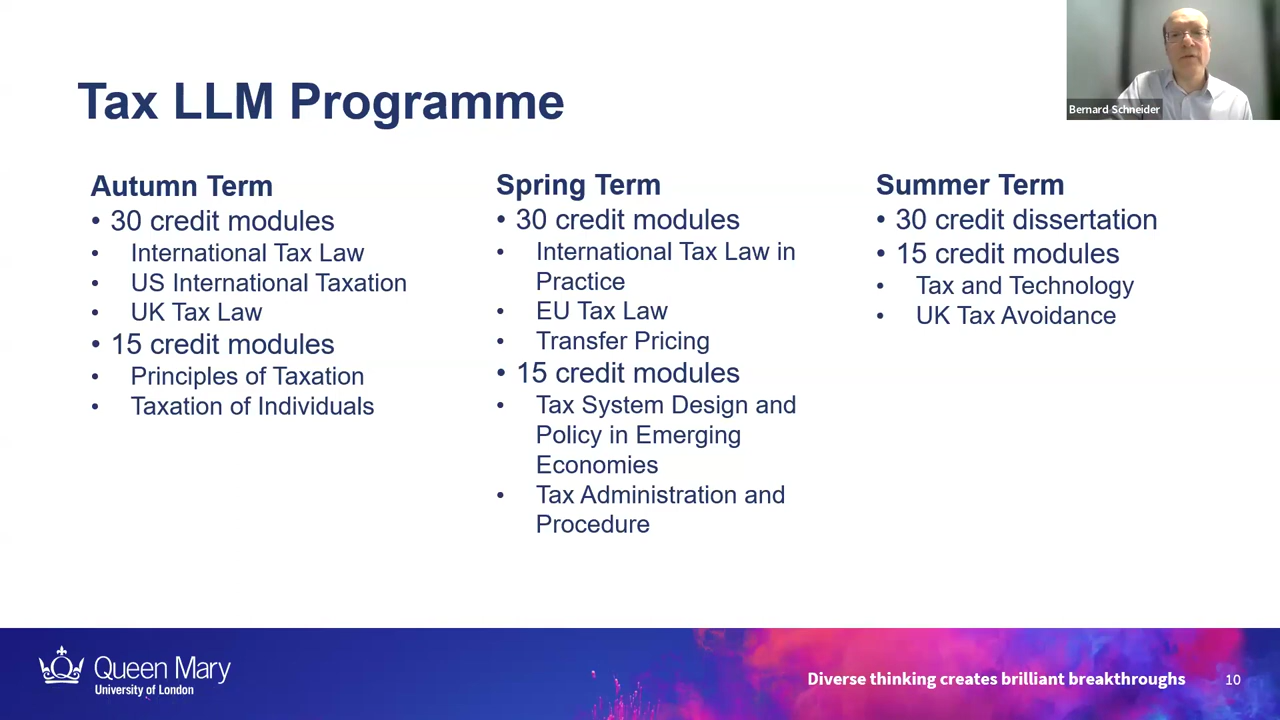 Tax LLM Programme
Bernard Schneider
Autumn Term
• 30 credit modules
• International Tax Law
• US International Taxation
• UK Tax Law
• 15 credit modules
• Principles of Taxation
• Taxation of Individuals
Spring Term
• 30 credit modules
• International Tax Law in
Practice
• EU Tax Law
• Transfer Pricing
• 15 credit modules
• Tax System Design and
Policy in Emerging
Economies
• Tax Administration and
Procedure
Summer Term
• 30 credit dissertation
• 15 credit modules
• Tax and Technology
• UK Tax Avoidance
Queen Mary
University of London
Diverse thinking creates brilliant breakthroughs
10